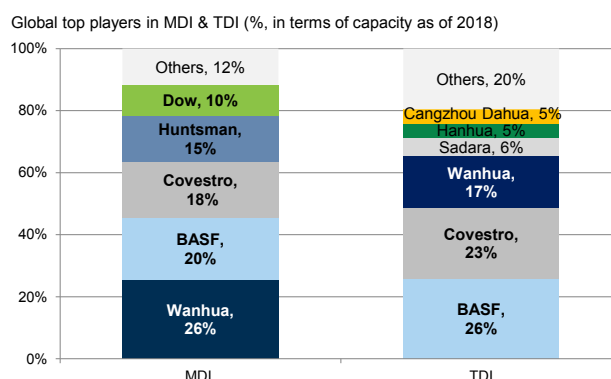 Global top players in MDI & TDI (%, in terms of capacity as of 2018)
100%
80%
60%
40%
20%
0%
Others, 12%
Dow, 10%
Huntsman,
15%
Covestro,
18%
BASF,
20%
Wanhua,
26%
MDI
Others, 20%
Cangzhou Dahua, 5%
Hanhua, 5%
Sadara, 6%
Wanhua,
17%
Covestro,
23%
BASF,
26%
TDI